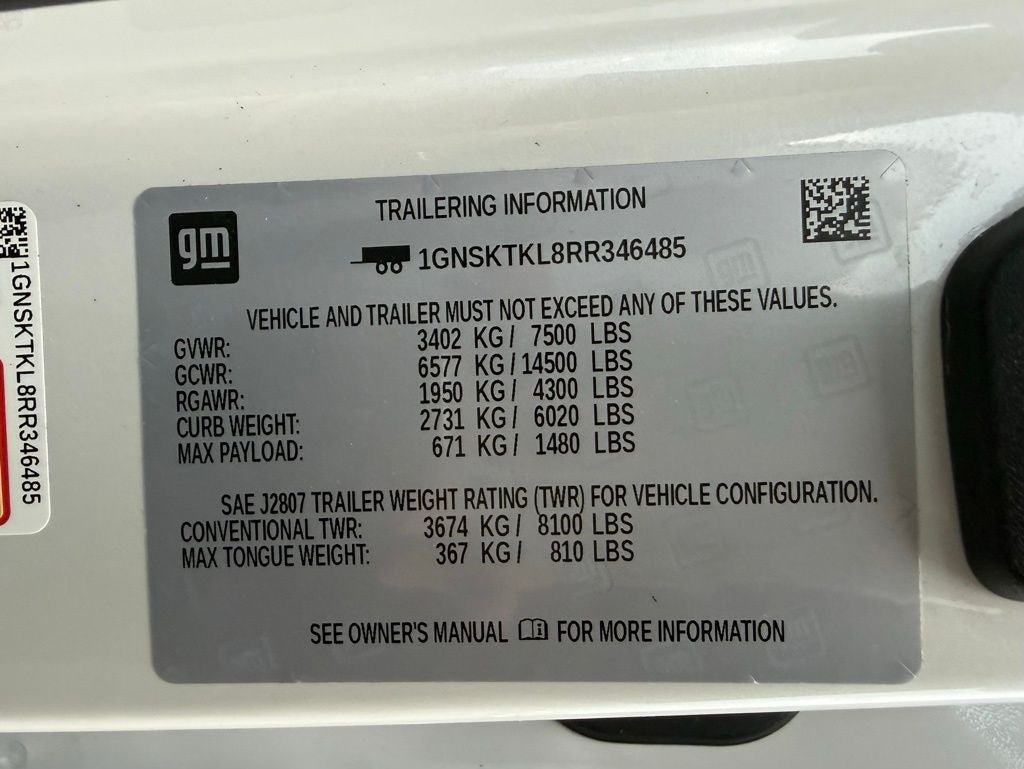 gm
TRAILERING INFORMATION
1GNSKTKL8RR346485
VEHICLE AND TRAILER MUST NOT EXCEED ANY OF THESE VALUES.
GVWR: 3402 KG / 7500 LBS
GCWR: 6577 KG / 14500 LBS
RGAWR: 1950 KG / 4300 LBS
CURB WEIGHT: 2731 KG / 6020 LBS
MAX PAYLOAD: 671 KG / 1480 LBS
SAE J2807 TRAILER WEIGHT RATING (TWR) FOR VEHICLE CONFIGURATION.
CONVENTIONAL TWR: 3674 KG / 8100 LBS
MAX TONGUE WEIGHT: 367 KG / 810 LBS
SEE OWNER'S MANUAL FOR MORE INFORMATION
1GNSKTKL8RR346485